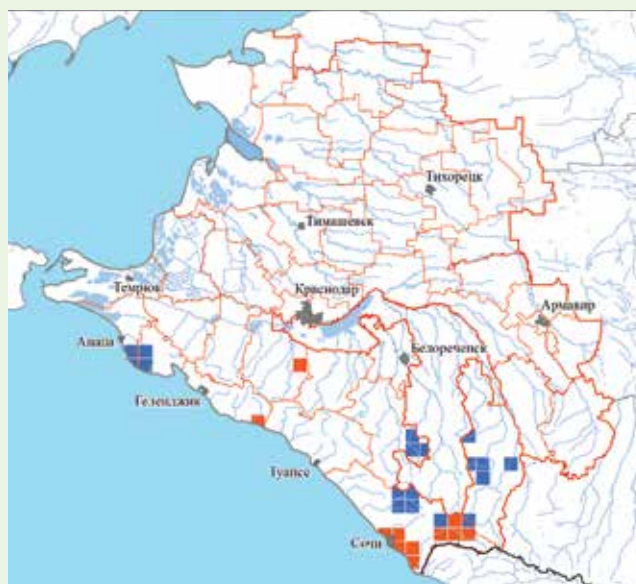 Тихорецк
Тимашевск
Темрюк
Краснодар
Армавир
Анапа
Белореченск
Геленджик
Туапсе
Сочи